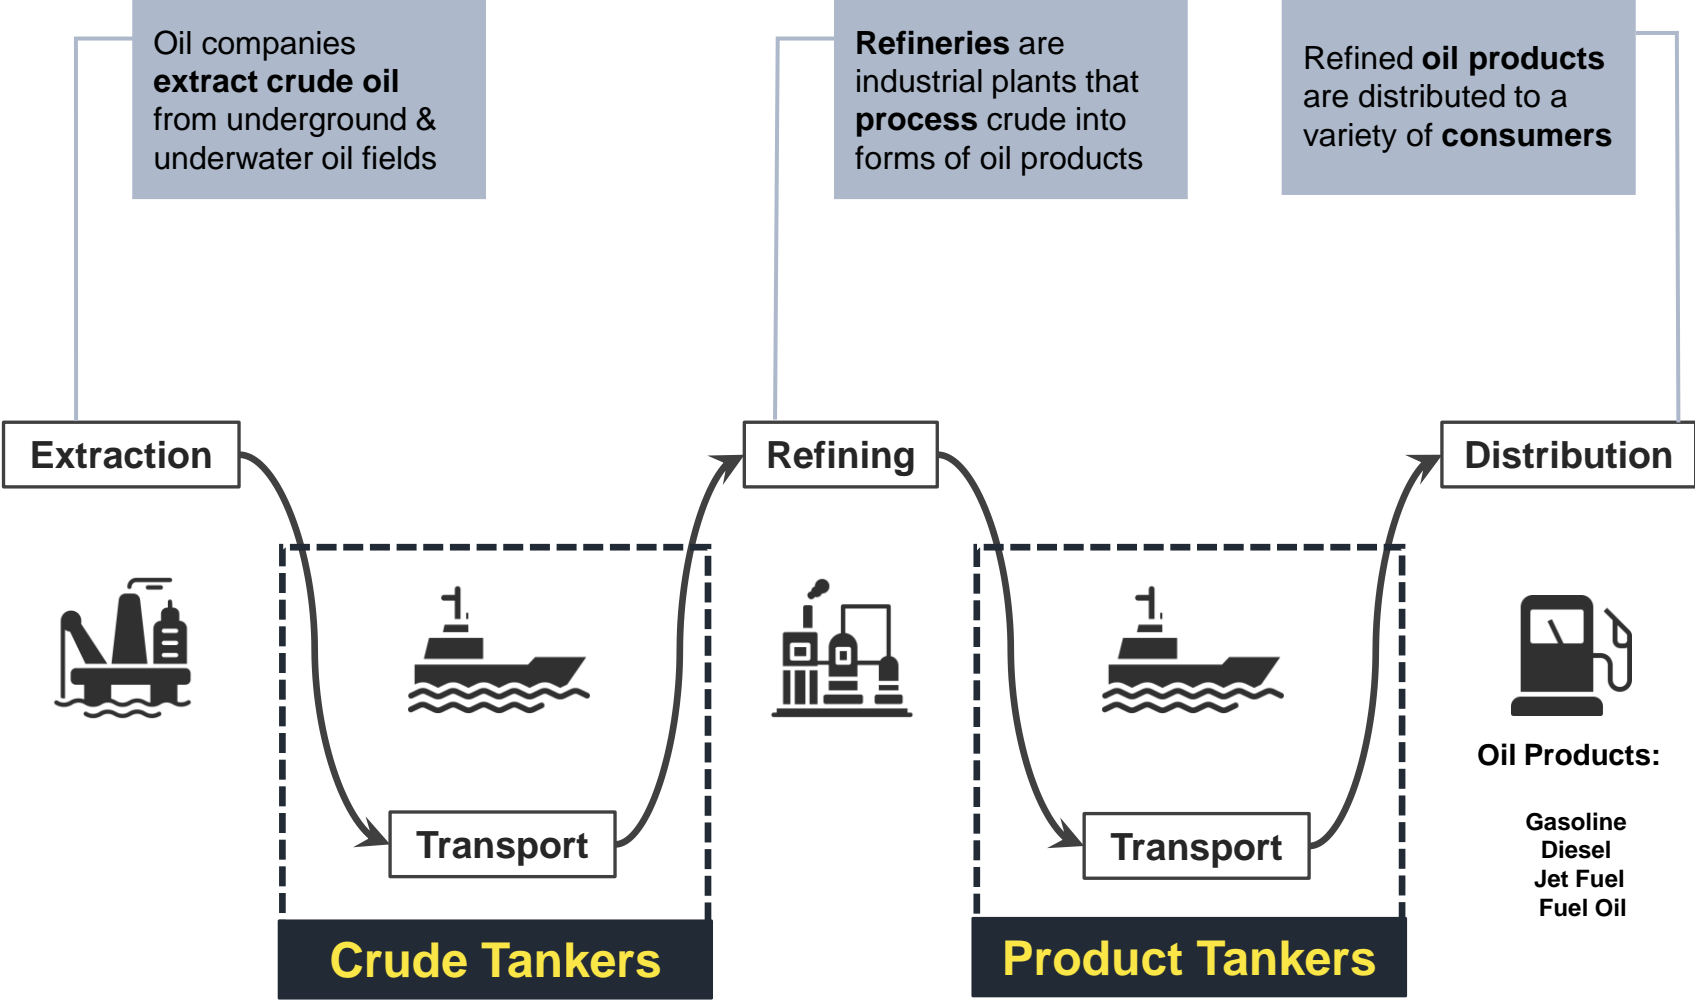 Oil companies
extract crude oil
from underground &
underwater oil fields
Refineries are
industrial plants that
process crude into
forms of oil products
Refined oil products
are distributed to a
variety of consumers
Extraction
Refining
Distribution
Transport
Transport
Crude Tankers
Product Tankers
Oil Products:
Gasoline
Diesel
Jet Fuel
Fuel Oil